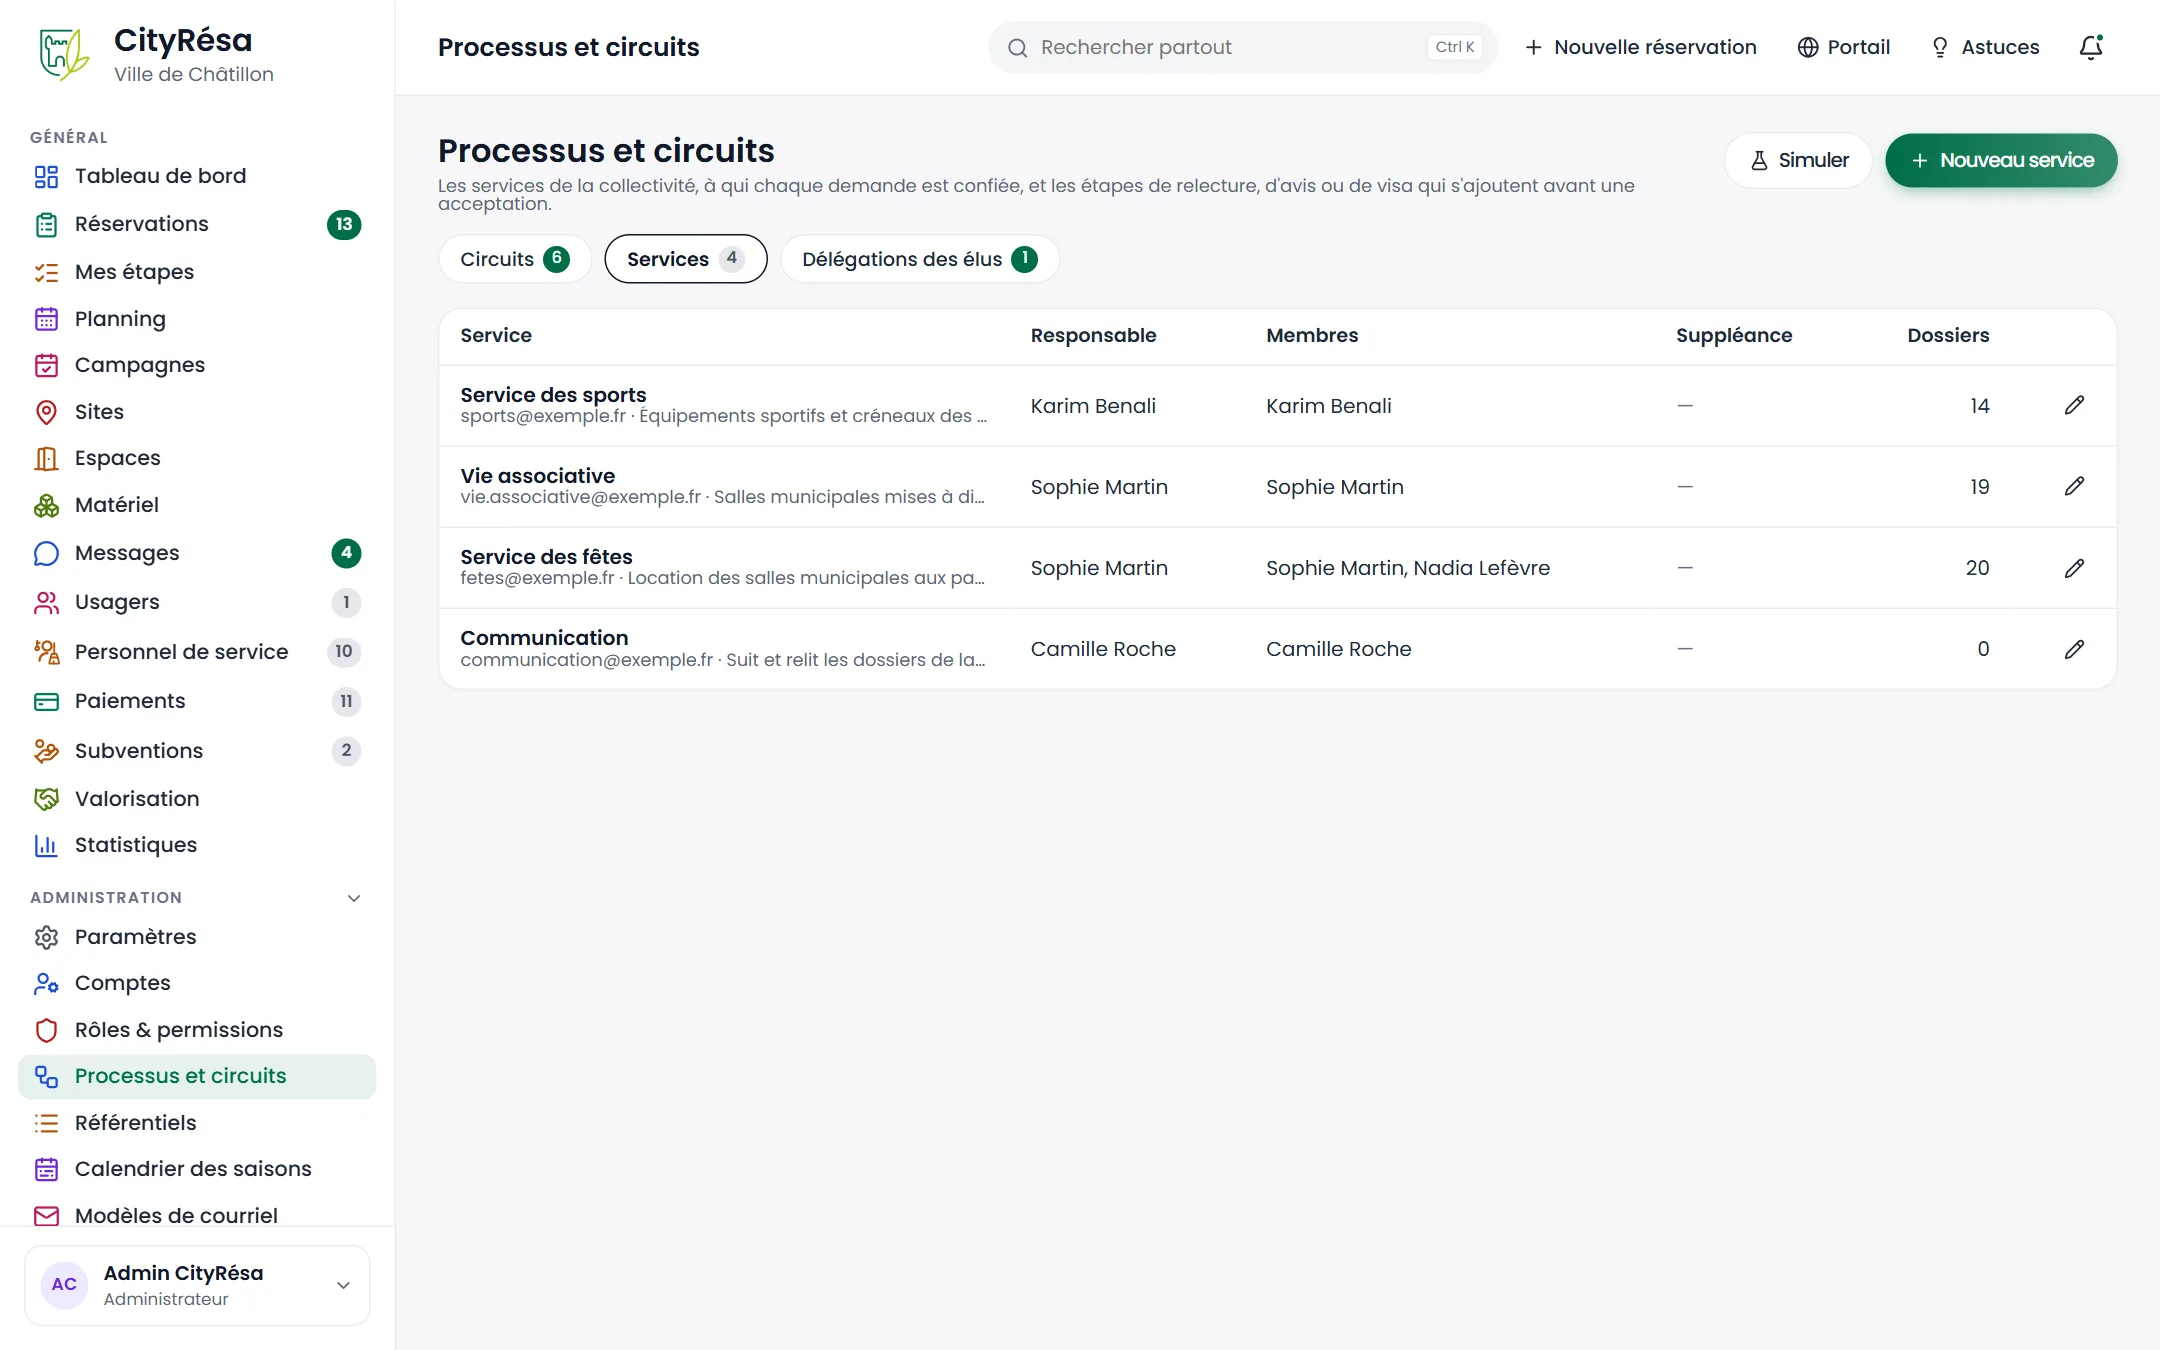 CityRésa
Ville de Châtillon
GÉNÉRAL
Tableau de bord
Réservations 13
Mes étapes
Planning
Campagnes
Sites
Espaces
Matériel
Messages 4
Usagers 1
Personnel de service 10
Paiements 11
Subventions 2
Valorisation
Statistiques
ADMINISTRATION
Paramètres
Comptes
Rôles & permissions
Processus et circuits
Référentiels
Calendrier des saisons
Modèles de courriel
AC
Admin CityRésa
Administrateur
Processus et circuits
Rechercher partout Ctrl K
Nouvelle réservation
Portail
Astuces
Processus et circuits
Les services de la collectivité, à qui chaque demande est confiée, et les étapes de relecture, d'avis ou de visa qui s'ajoutent avant une
acceptation.
Simuler
+ Nouveau service
Circuits 6
Services 4
Délégations des élus 1
Service Responsable Membres Suppléance Dossiers
Service des sports
sports@exemple.fr · Équipements sportifs et créneaux des ...
Karim Benali Karim Benali — 14
Vie associative
vie.associative@exemple.fr · Salles municipales mises à di...
Sophie Martin Sophie Martin — 19
Service des fêtes
fetes@exemple.fr · Location des salles municipales aux pa...
Sophie Martin Sophie Martin, Nadia Lefèvre — 20
Communication
communication@exemple.fr · Suit et relit les dossiers de la...
Camille Roche Camille Roche — 0